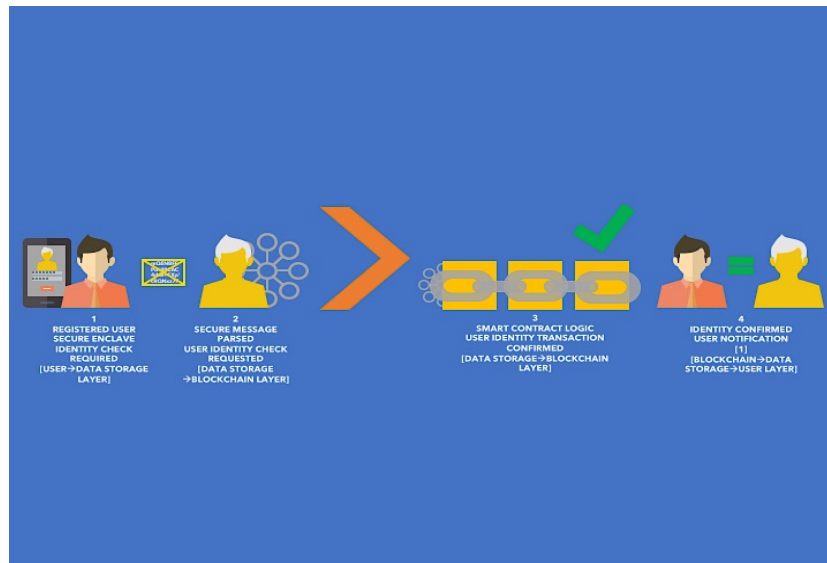 1
REGISTERED USER
SECURE ENCLAVE
IDENTITY CHECK
REQUIRED
[USER→DATA STORAGE
LAYER]
2
SECURE MESSAGE
PARSED
USER IDENTITY CHECK
REQUESTED
[DATA STORAGE
→BLOCKCHAIN LAYER]
3
SMART CONTRACT LOGIC
USER IDENTITY TRANSACTION
CONFIRMED
[DATA STORAGE→BLOCKCHAIN
LAYER]
4
IDENTITY CONFIRMED
USER NOTIFICATION
[1]
[BLOCKCHAIN→DATA
STORAGE→USER LAYER]